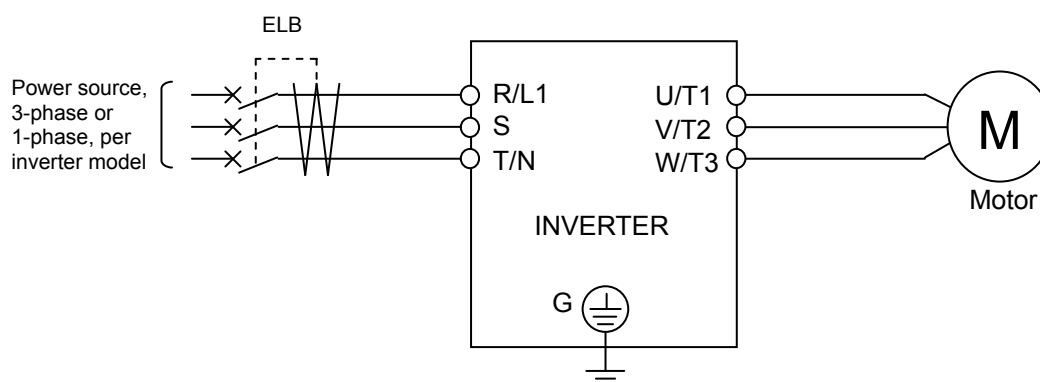 ELB
Power source,
3-phase or
1-phase, per
inverter model
R/L1
S
T/N
U/T1
V/T2
W/T3
M
Motor
INVERTER
G